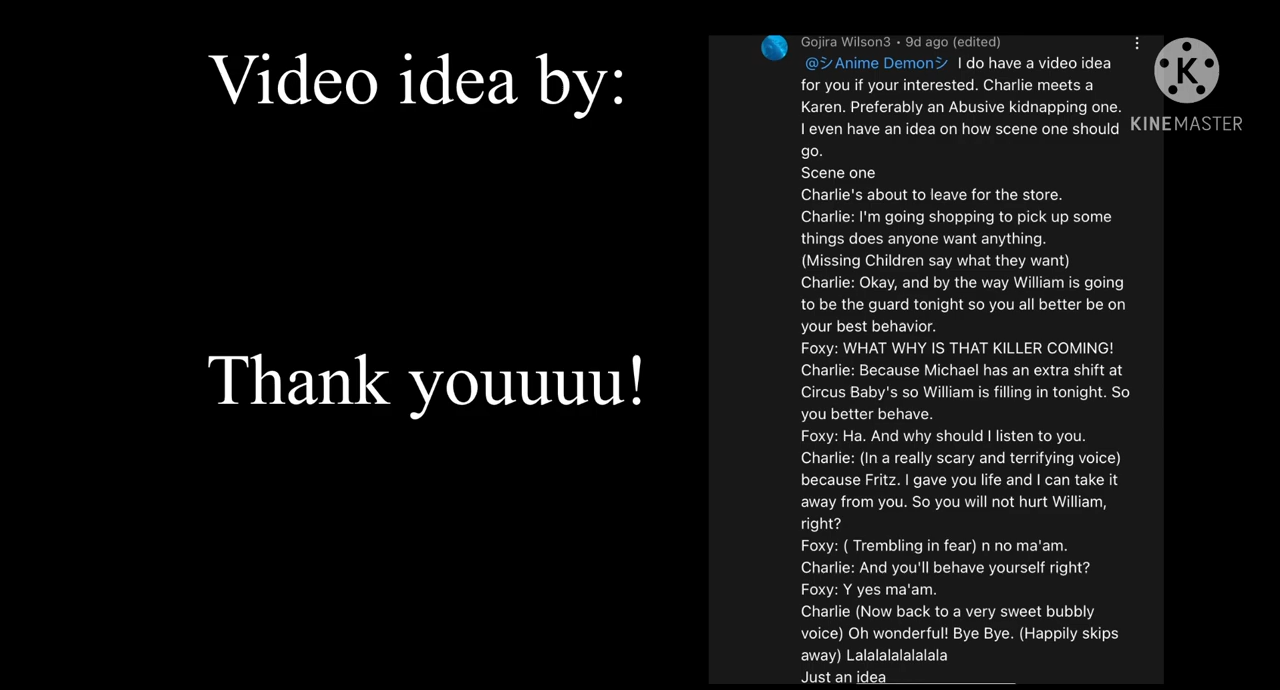 Video idea by:
Thank youuuuu!
Gojira Wilson3 • 9d ago (edited)
@シAnime Demonシ I do have a video idea
for you if your interested. Charlie meets a
Karen. Preferably an Abusive kidnapping one.
I even have an idea on how scene one should
go.
Scene one
Charlie's about to leave for the store.
Charlie: I'm going shopping to pick up some
things does anyone want anything.
(Missing Children say what they want)
Charlie: Okay, and by the way William is going
to be the guard tonight so you all better be on
your best behavior.
Foxy: WHAT WHY IS THAT KILLER COMING!
Charlie: Because Michael has an extra shift at
Circus Baby's so William is filling in tonight. So
you better behave.
Foxy: Ha. And why should I listen to you.
Charlie: (In a really scary and terrifying voice)
because Fritz. I gave you life and I can take it
away from you. So you will not hurt William,
right?
Foxy: ( Trembling in fear) n no ma'am.
Charlie: And you'll behave yourself right?
Foxy: Y yes ma'am.
Charlie (Now back to a very sweet bubbly
voice) Oh wonderful! Bye Bye. (Happily skips
away) Lalalalalalalala
Just an idea
K
KINEMASTER